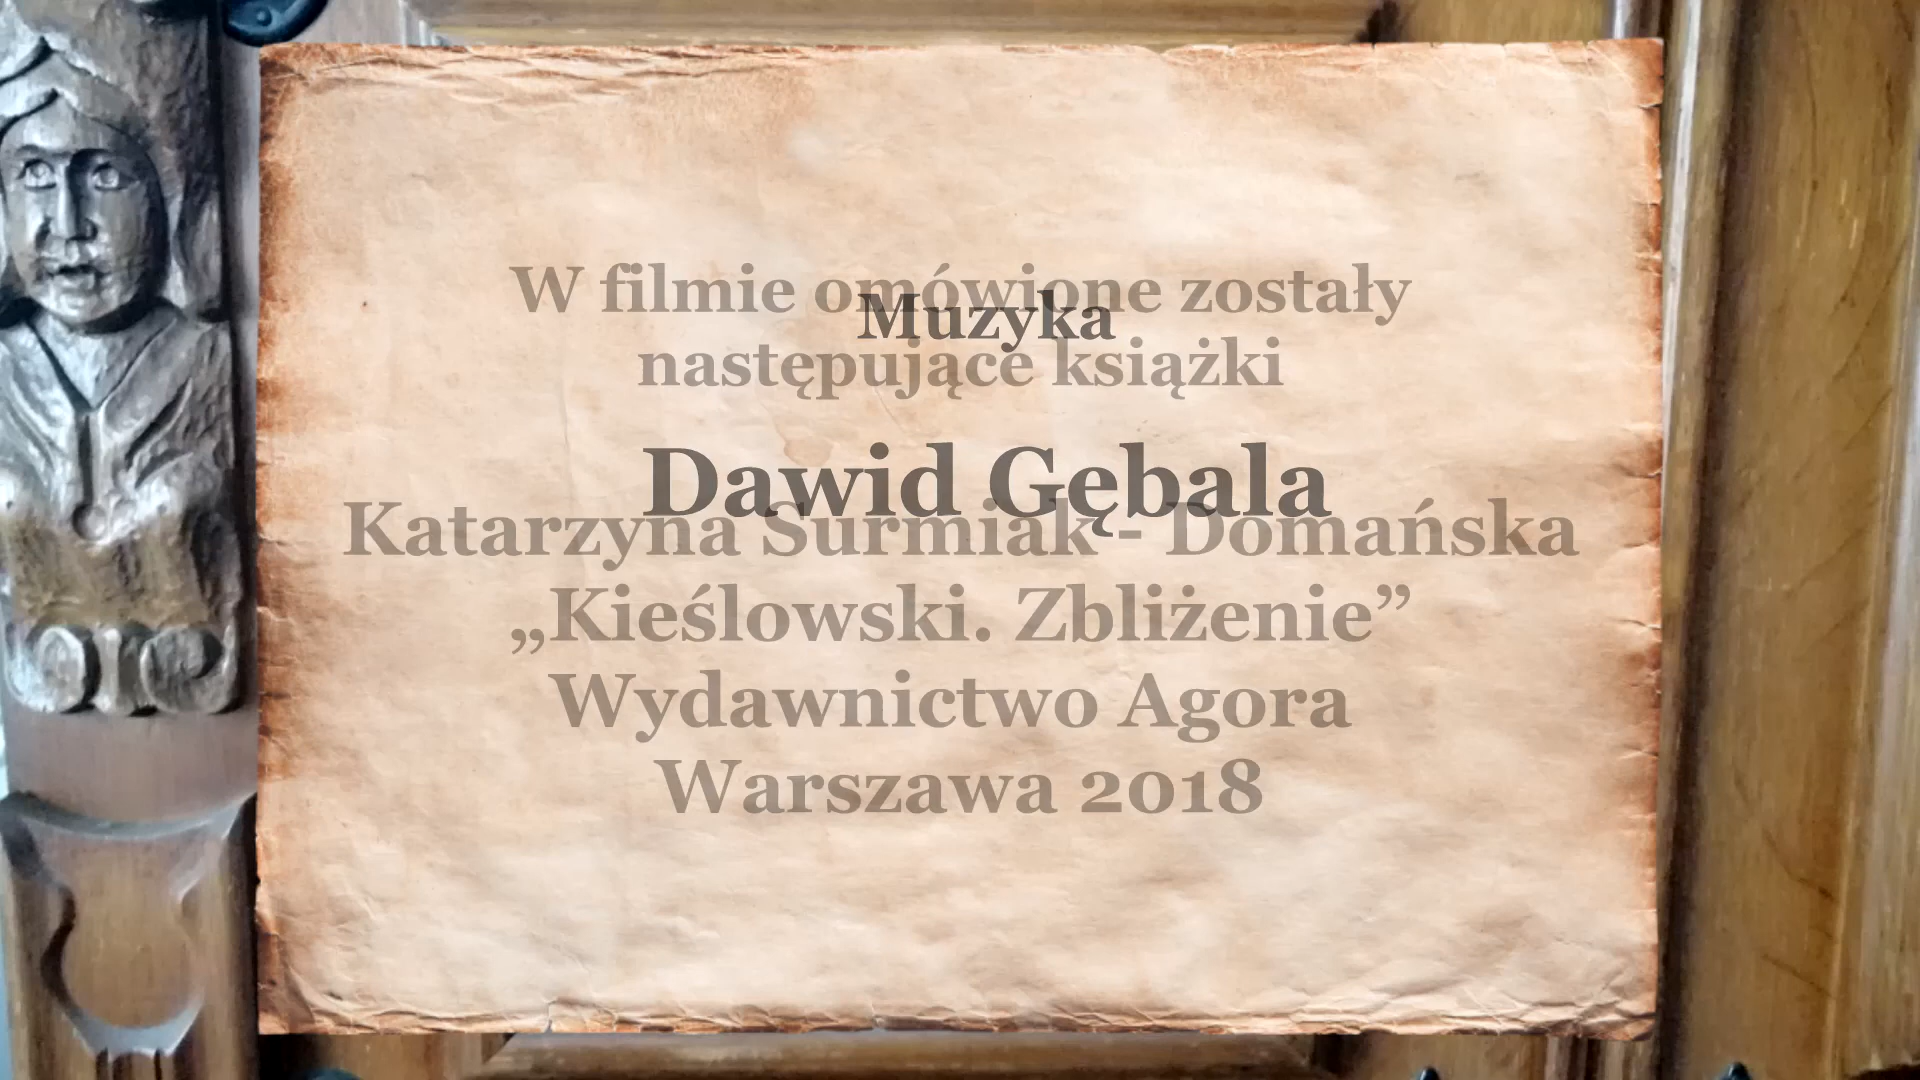 W filmie omówione zostały
Muzyka
następujące książki
Dawid Gębala
Katarzyna Surmiak - Domańska
„Kieślowski. Zbliżenie”
Wydawnictwo Agora
Warszawa 2018